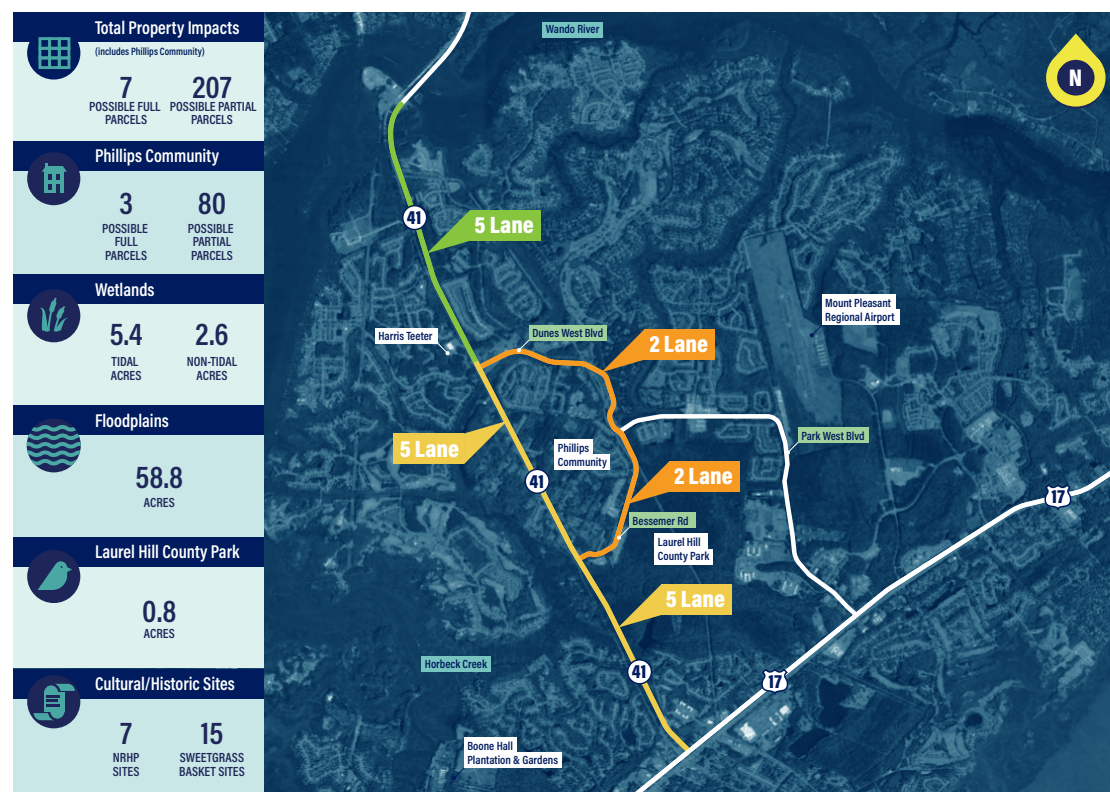 Total Property Impacts
(includes Phillips Community)
7
POSSIBLE FULL
PARCELS
207
POSSIBLE PARTIAL
PARCELS
Phillips Community
3
POSSIBLE
FULL
PARCELS
80
POSSIBLE
PARTIAL
PARCELS
Wetlands
5.4
TIDAL
ACRES
2.6
NON-TIDAL
ACRES
Floodplains
58.8
ACRES
Laurel Hill County Park
0.8
ACRES
Cultural/Historic Sites
7
NRHP
SITES
15
SWEETGRASS
BASKET SITES
Wando River
N
41
5 Lane
Mount Pleasant
Regional Airport
Harris Teeter
Dunes West Blvd
2 Lane
5 Lane
Phillips
Community
Park West Blvd
41
2 Lane
17
Bessemer Rd
Laurel Hill
County Park
5 Lane
Horbeck Creek
41
17
Boone Hall
Plantation & Gardens